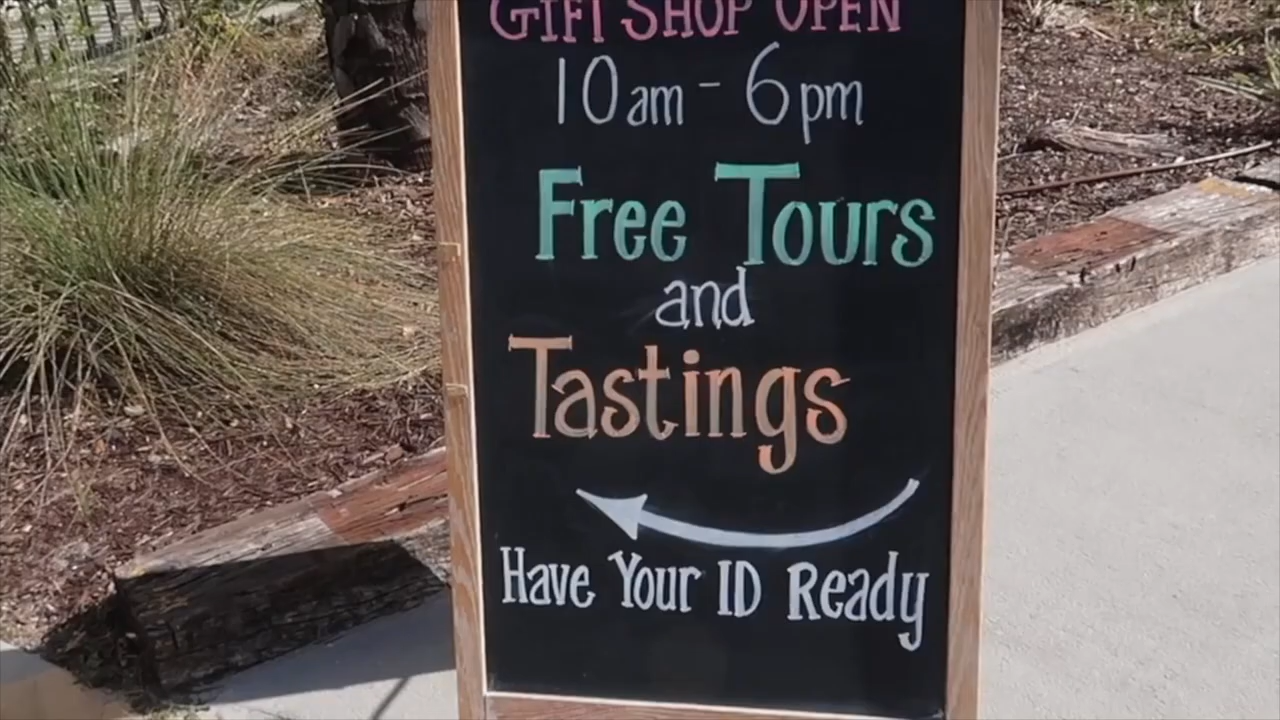 GIFT SHOP OPEN
10am - 6pm
Free Tours
and
Tastings
Have Your ID Ready